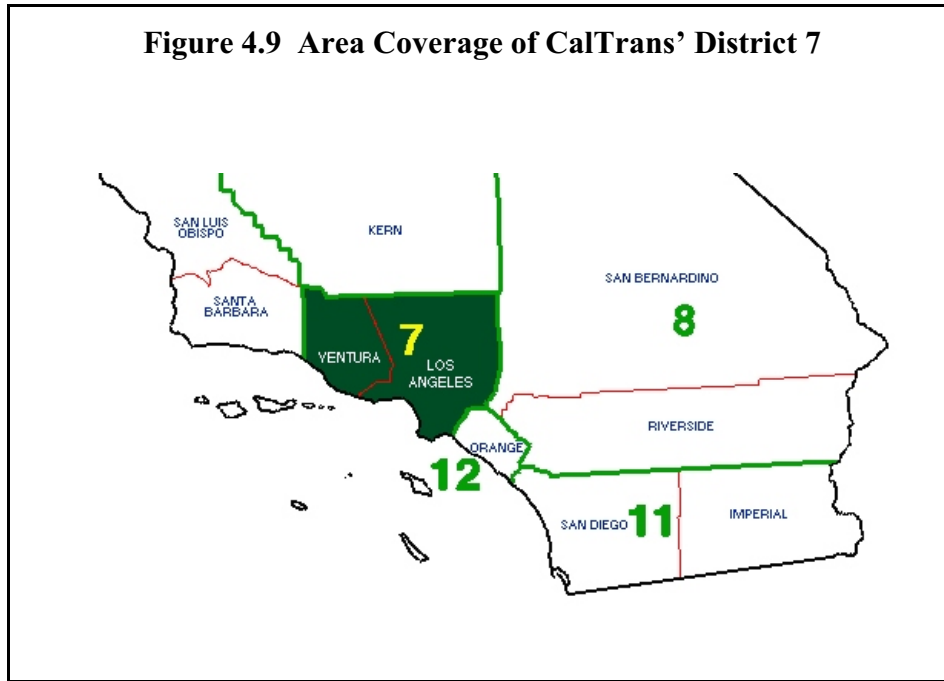 Figure 4.9 Area Coverage of CalTrans’ District 7
SAN LUIS
OBISPO
KERN
SAN BERNARDINO
8
SANTA
BARBARA
7
VENTURA
LOS
ANGELES
RIVERSIDE
ORANGE
12
SAN DIEGO
11
IMPERIAL